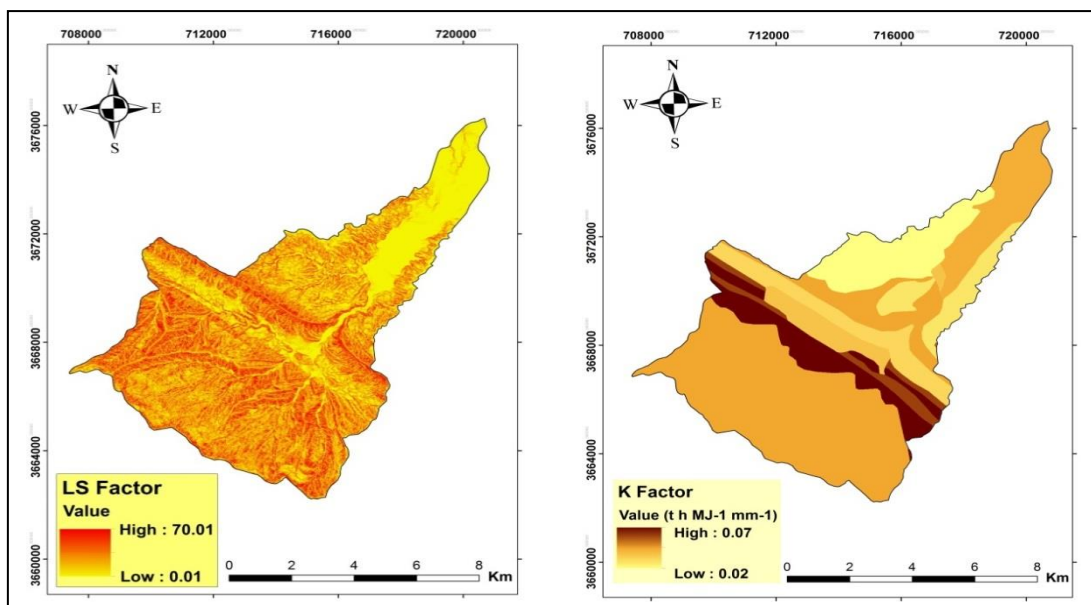 708000 712000 716000 720000
N
W E
S
3676000
3672000
3668000
3664000
3660000
LS Factor
Value
High : 70.01
Low : 0.01
0 2 4 6 8
Km
708000 712000 716000 720000
N
W E
S
3676000
3672000
3668000
3664000
3660000
K Factor
Value (t h MJ-1 mm-1)
High : 0.07
Low : 0.02
0 2 4 6 8
Km